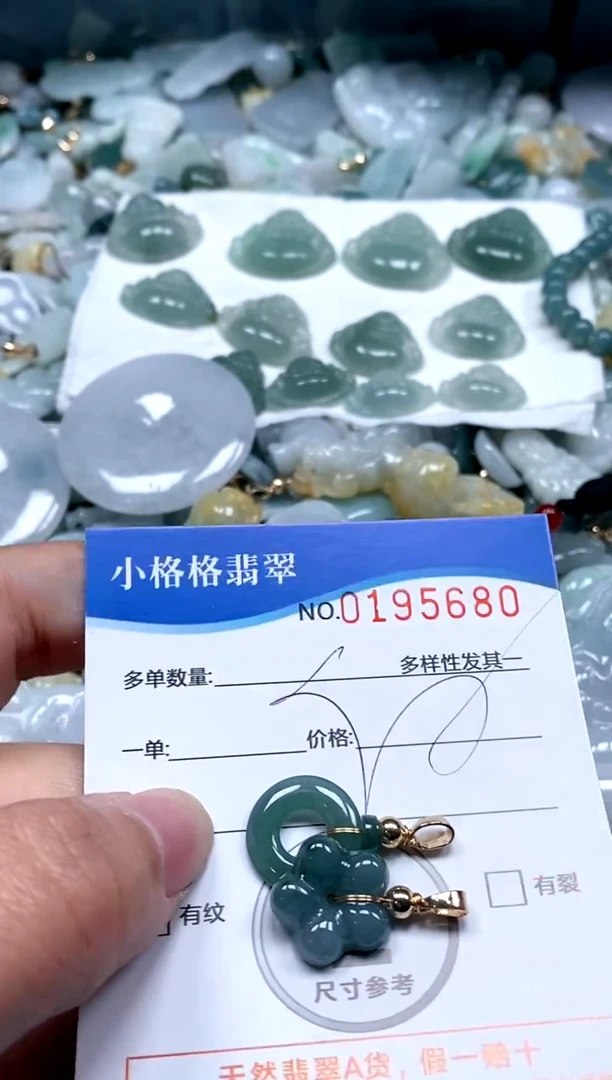 小格格翡翠
NO.0195680
多单数量:
多样性发其一
一单: 价格:
有纹
有裂
尺寸参考
天然翡翠A货，假一赔十